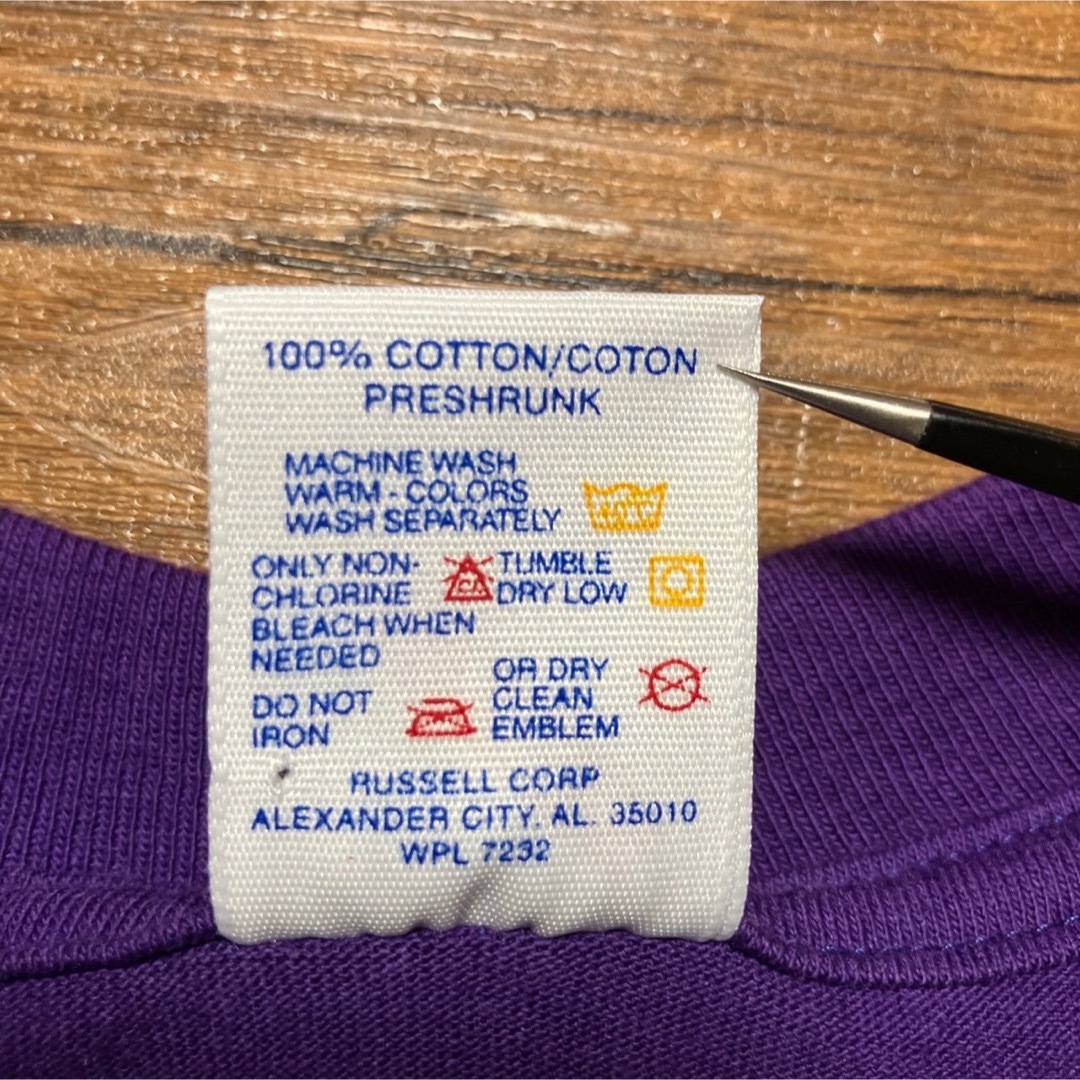 100% COTTON/COTON
PRESHRUNK
MACHINE WASH
WARM - COLORS
WASH SEPARATELY
ONLY NON-
CHLORINE
BLEACH WHEN
NEEDED
TUMBLE
DRY LOW
DO NOT
IRON
OR DRY
CLEAN
EMBLEM
RUSSELL CORP
ALEXANDER CITY, AL. 35010
WPL 7232